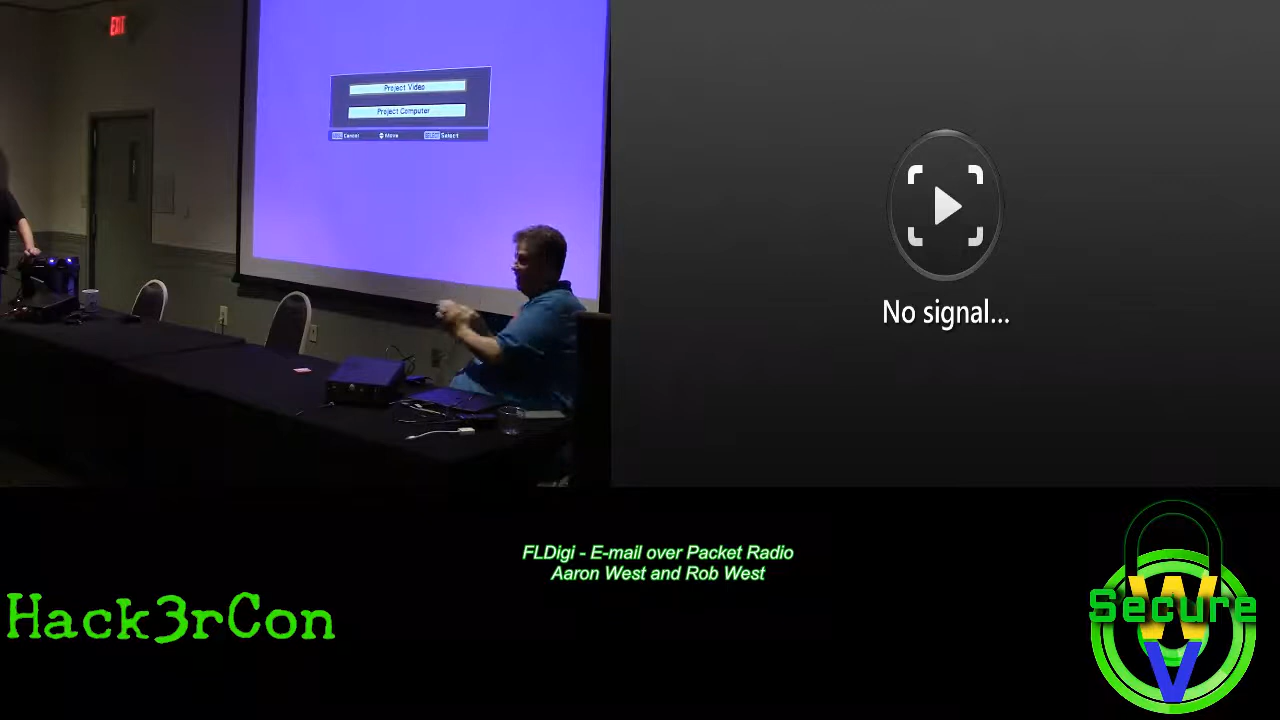 EXIT
Project Video
Project Computer
Cancel
Move
Select
No signal...
FLDigi - E-mail over Packet Radio
Aaron West and Rob West
Hack3rCon
Secure
W
V